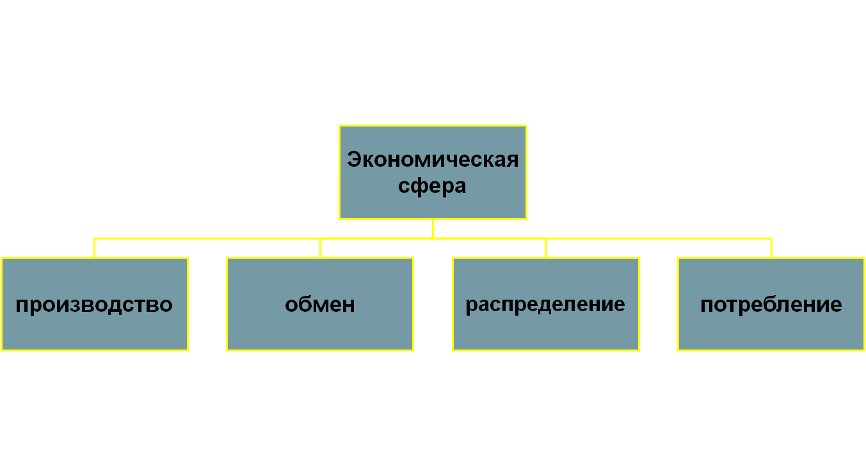 Экономическая
сфера
производство
обмен
распределение
потребление